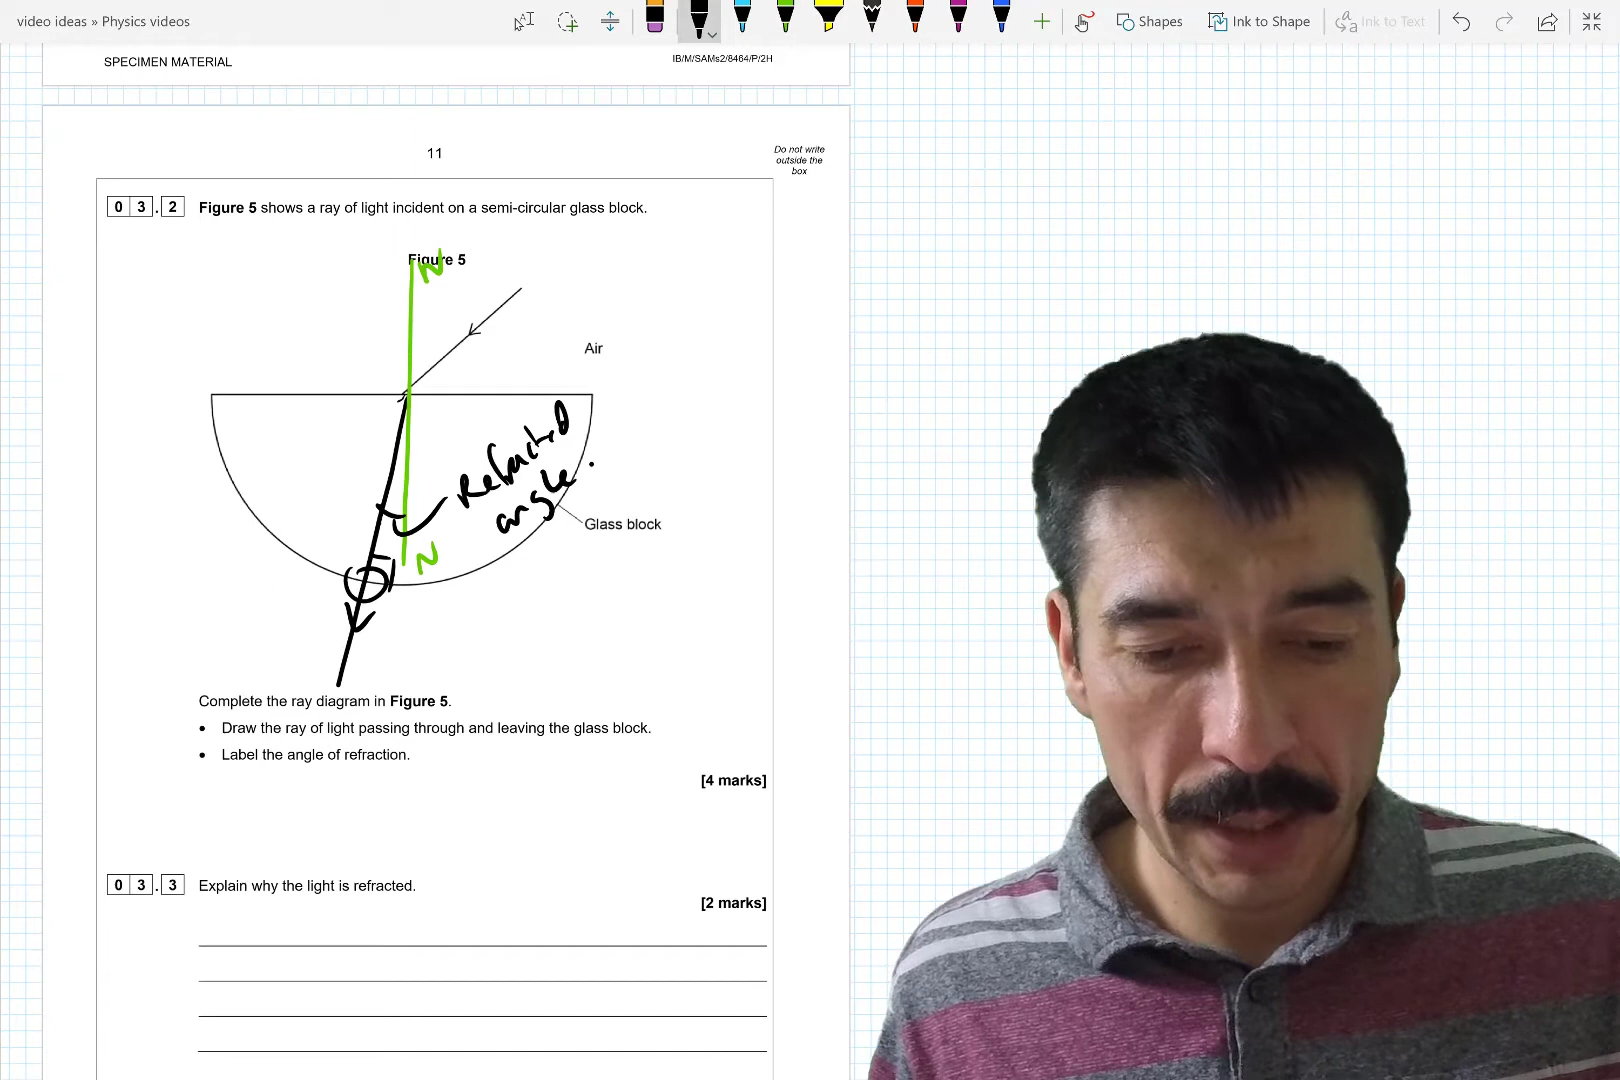 video ideas » Physics videos
Shapes
Ink to Shape
Ink to Text
SPECIMEN MATERIAL
IB/M/SAMs2/8464/P/2H
11
Do not write
outside the
box
0 3 . 2 Figure 5 shows a ray of light incident on a semi-circular glass block.
Figure 5
N
Air
Refracted
angle.
Glass block
N
Complete the ray diagram in Figure 5.
• Draw the ray of light passing through and leaving the glass block.
• Label the angle of refraction.
[4 marks]
0 3 . 3 Explain why the light is refracted.
[2 marks]